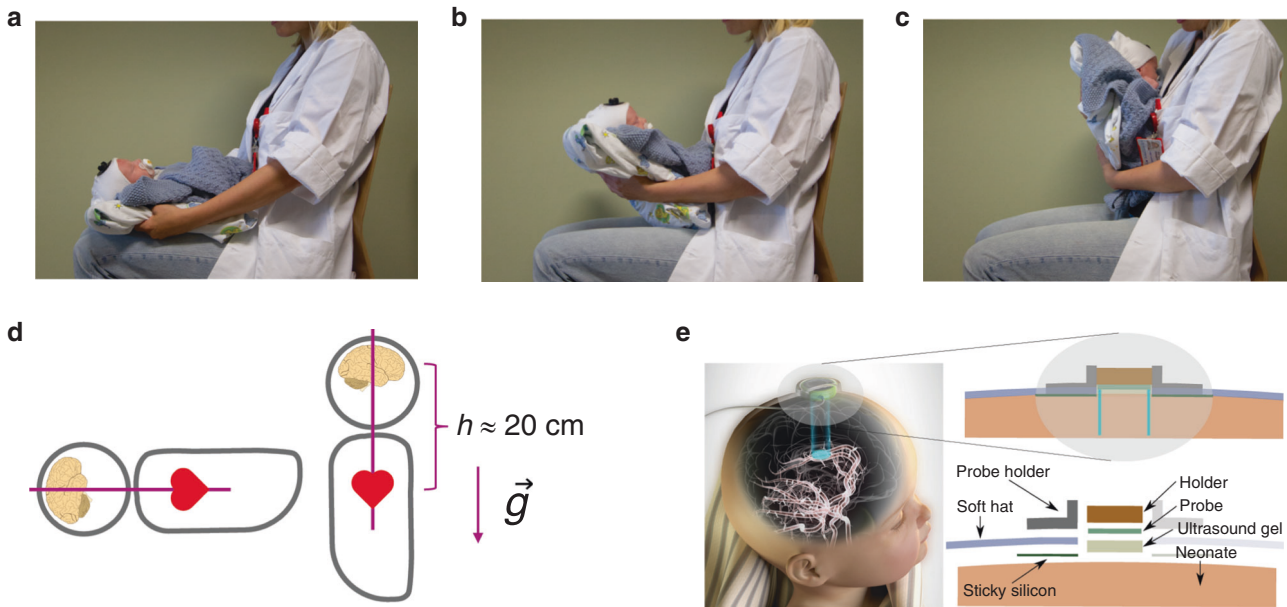 a
b
c
d
h ≈ 20 cm
g⃗
e
Probe holder
Soft hat
Sticky silicon
Holder
Probe
Ultrasound gel
Neonate